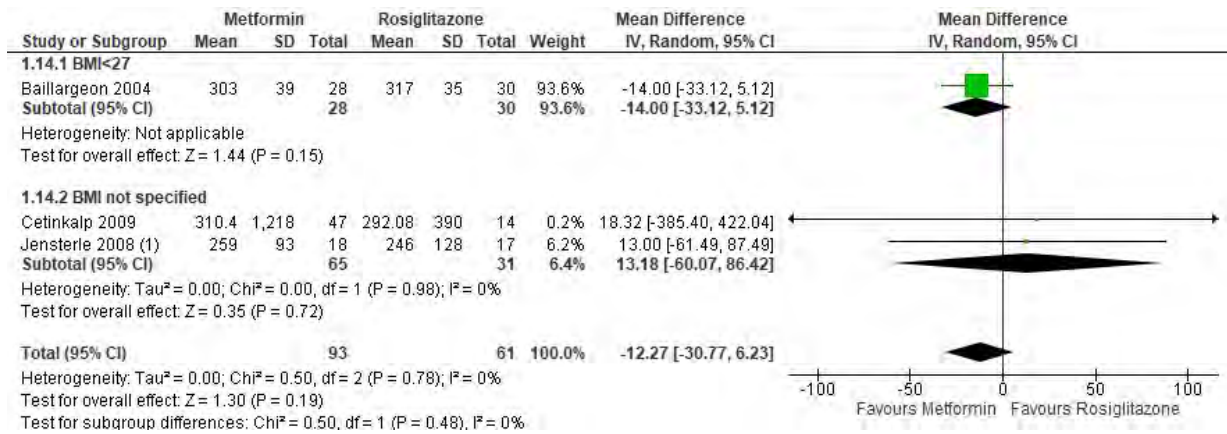 Metformin Rosiglitazone Mean Difference Mean Difference
Study or Subgroup Mean SD Total Mean SD Total Weight IV, Random, 95% CI IV, Random, 95% CI
1.14.1 BMI<27
Baillargeon 2004 303 39 28 317 35 30 93.6% -14.00 [-33.12, 5.12]
Subtotal (95% CI) 28 30 93.6% -14.00 [-33.12, 5.12]
Heterogeneity: Not applicable
Test for overall effect: Z = 1.44 (P = 0.15)
1.14.2 BMI not specified
Cetinkalp 2009 310.4 1,218 47 292.08 390 14 0.2% 18.32 [-385.40, 422.04]
Jensterle 2008 (1) 259 93 18 246 128 17 6.2% 13.00 [-61.49, 87.49]
Subtotal (95% CI) 65 31 6.4% 13.18 [-60.07, 86.42]
Heterogeneity: Tau² = 0.00; Chi² = 0.00, df = 1 (P = 0.98); I² = 0%
Test for overall effect: Z = 0.35 (P = 0.72)
Total (95% CI) 93 61 100.0% -12.27 [-30.77, 6.23]
Heterogeneity: Tau² = 0.00; Chi² = 0.50, df = 2 (P = 0.78); I² = 0%
Test for overall effect: Z = 1.30 (P = 0.19)
Test for subgroup differences: Chi² = 0.50, df = 1 (P = 0.48), I² = 0%
-100 -50 0 50 100
Favours Metformin Favours Rosiglitazone